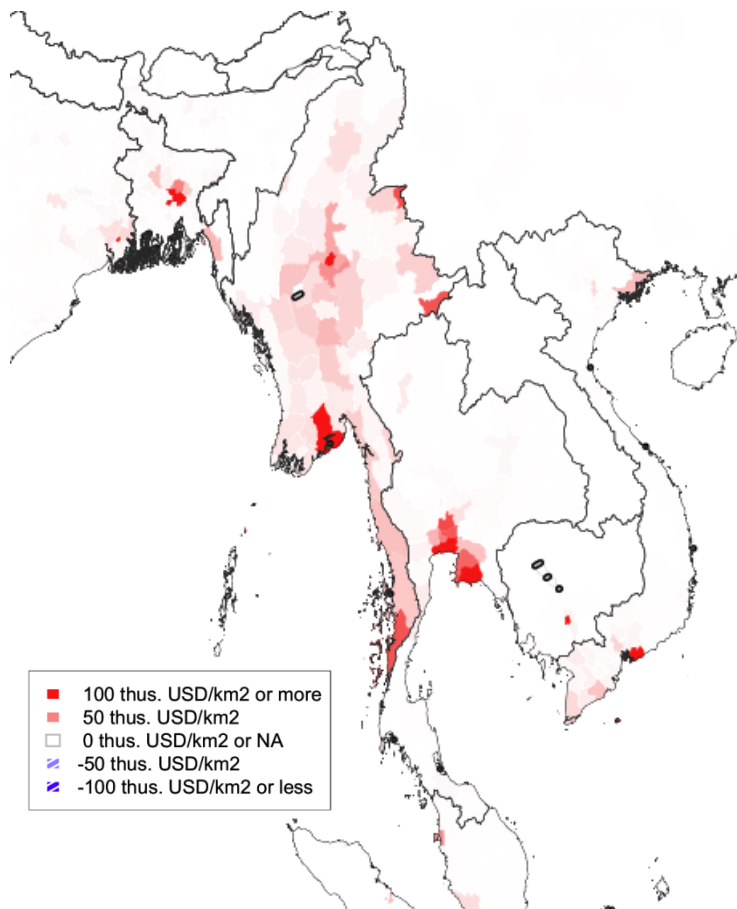 100 thus. USD/km2 or more
50 thus. USD/km2
0 thus. USD/km2 or NA
-50 thus. USD/km2
-100 thus. USD/km2 or less